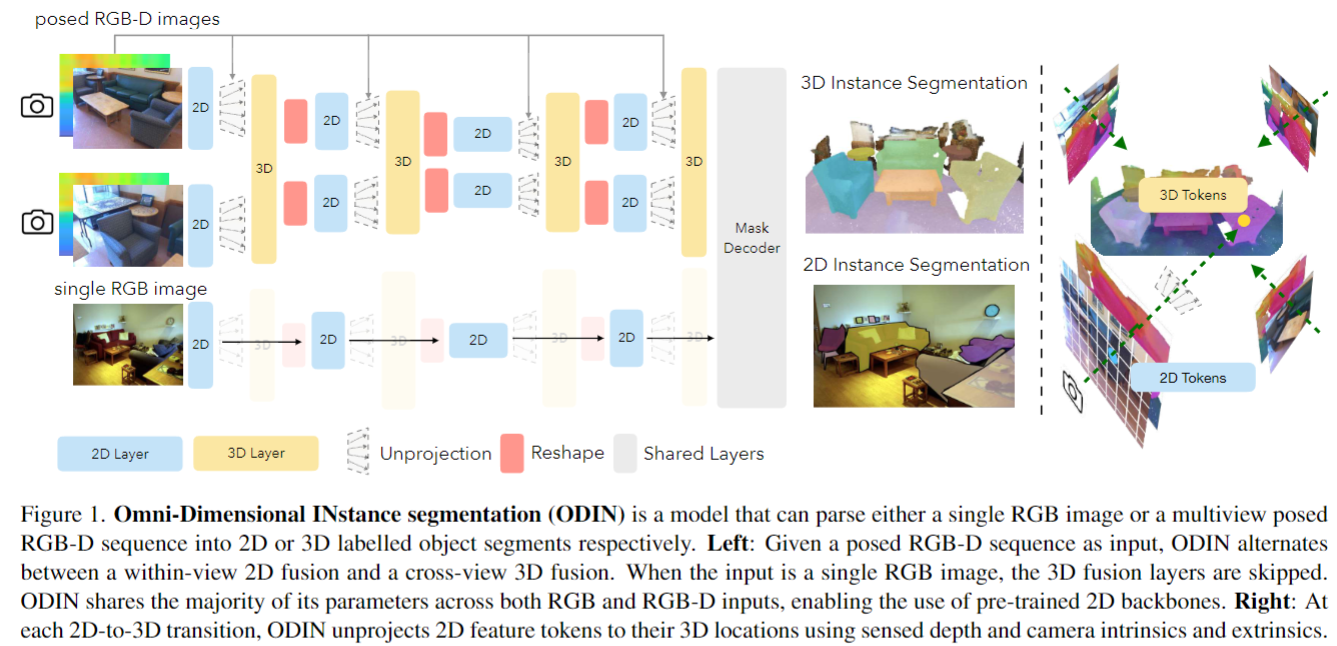 posed RGB-D images
2D
2D
3D
2D
2D
3D
2D
2D
3D
2D
2D
3D
Mask
Decoder
single RGB image
2D
3D
2D
3D
2D
3D
2D
3D
3D Instance Segmentation
2D Instance Segmentation
3D Tokens
2D Tokens
2D Layer
3D Layer
Unprojection
Reshape
Shared Layers
Figure 1. Omni-Dimensional INstance segmentation (ODIN) is a model that can parse either a single RGB image or a multiview posed
RGB-D sequence into 2D or 3D labelled object segments respectively. Left: Given a posed RGB-D sequence as input, ODIN alternates
between a within-view 2D fusion and a cross-view 3D fusion. When the input is a single RGB image, the 3D fusion layers are skipped.
ODIN shares the majority of its parameters across both RGB and RGB-D inputs, enabling the use of pre-trained 2D backbones. Right: At
each 2D-to-3D transition, ODIN unprojects 2D feature tokens to their 3D locations using sensed depth and camera intrinsics and extrinsics.